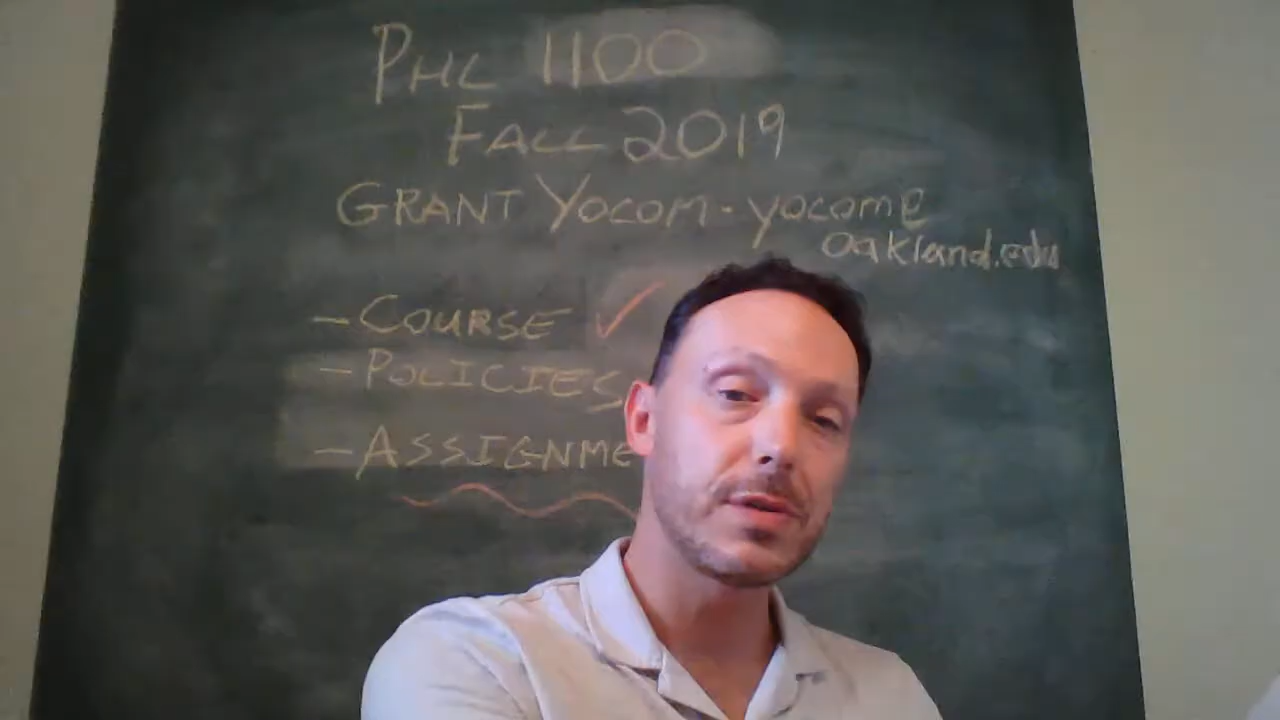 PHL 1100
FALL 2019
GRANT YOCOM - yocom@
oakland.edu
- COURSE ✓
- POLICIES
- ASSIGNME